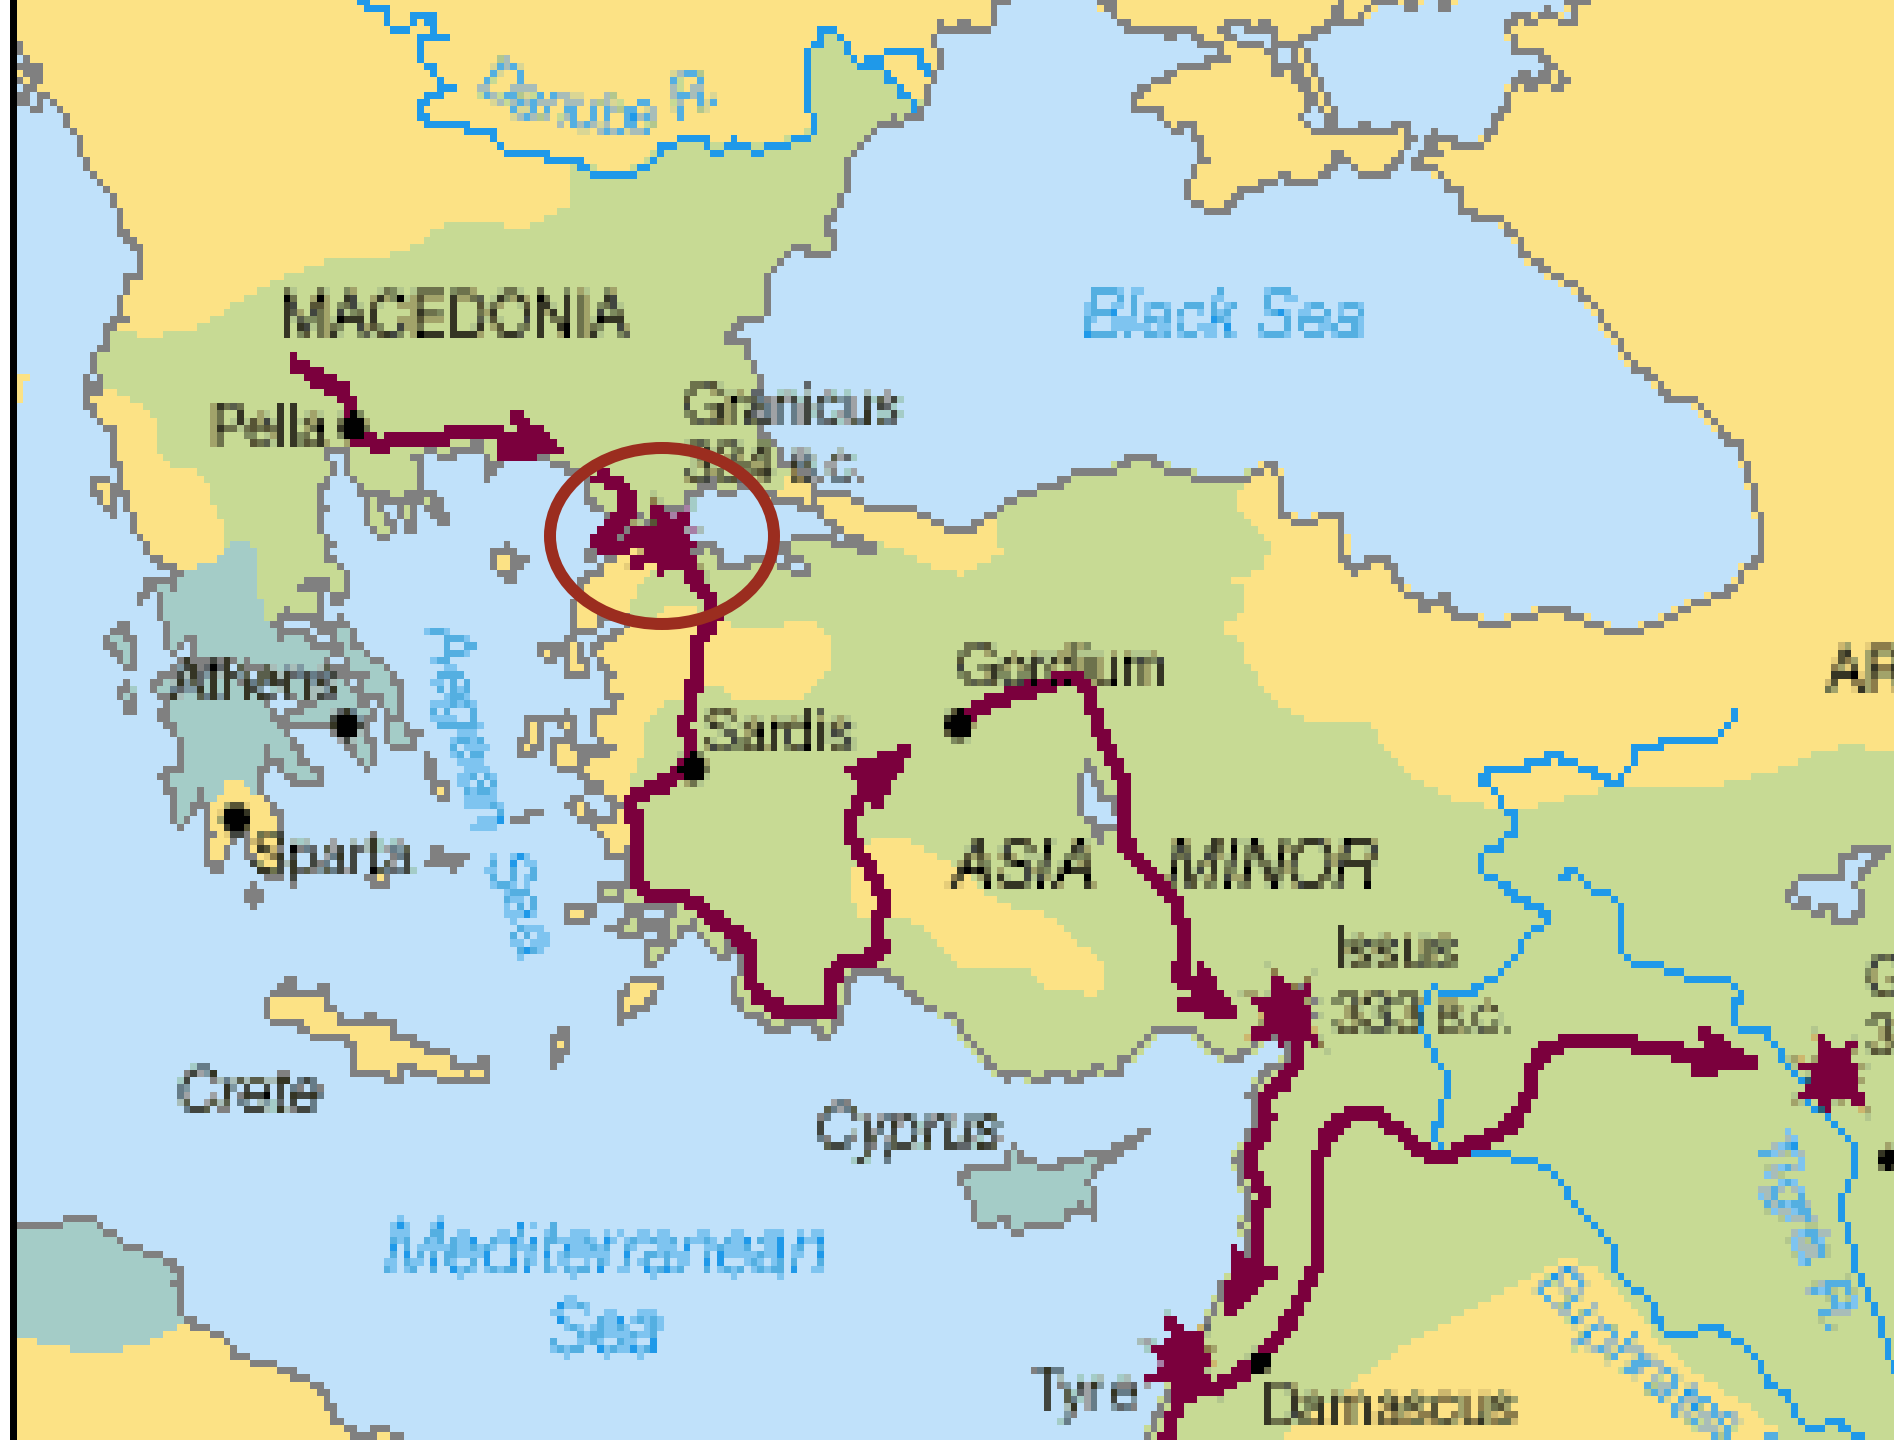 Danube R.
MACEDONIA
Black Sea
Pella
Granicus
334 B.C.
Aegean Sea
Athens
Gordium
Sardis
Sparta
ASIA MINOR
Issus
333 B.C.
Crete
Cyprus
Mediterranean
Sea
Tigris R.
Euphrates
Tyre
Damascus